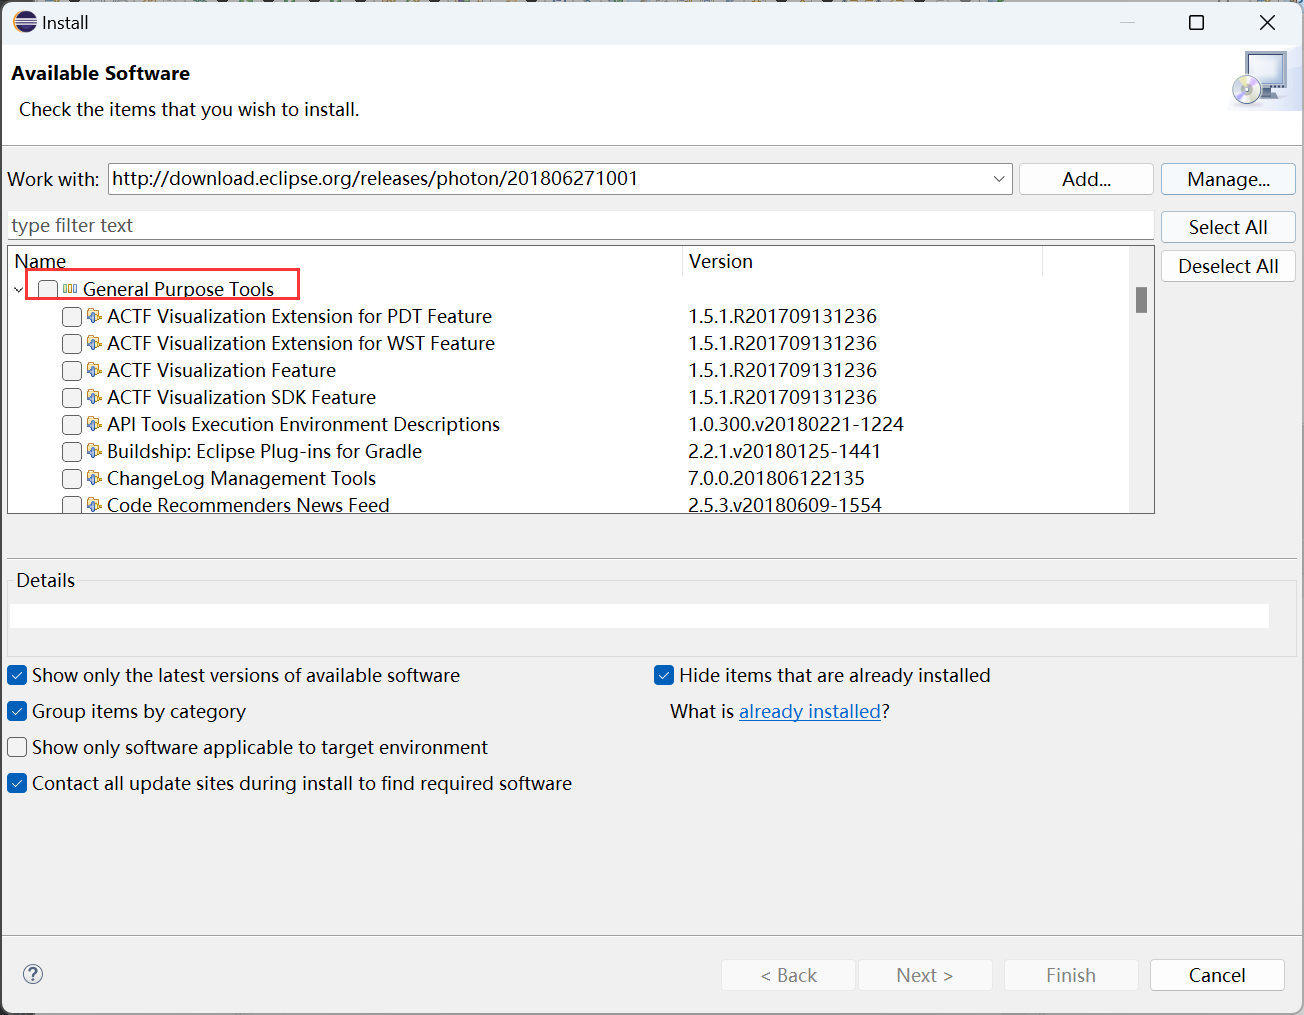 Install
Available Software
Check the items that you wish to install.
Work with: http://download.eclipse.org/releases/photon/201806271001 Add... Manage...
type filter text Select All
Deselect All
Name Version
General Purpose Tools
ACTF Visualization Extension for PDT Feature 1.5.1.R201709131236
ACTF Visualization Extension for WST Feature 1.5.1.R201709131236
ACTF Visualization Feature 1.5.1.R201709131236
ACTF Visualization SDK Feature 1.5.1.R201709131236
API Tools Execution Environment Descriptions 1.0.300.v20180221-1224
Buildship: Eclipse Plug-ins for Gradle 2.2.1.v20180125-1441
ChangeLog Management Tools 7.0.0.201806122135
Code Recommenders News Feed 2.5.3.v20180609-1554
Details
Show only the latest versions of available software Hide items that are already installed
Group items by category What is already installed?
Show only software applicable to target environment
Contact all update sites during install to find required software
? < Back Next > Finish Cancel